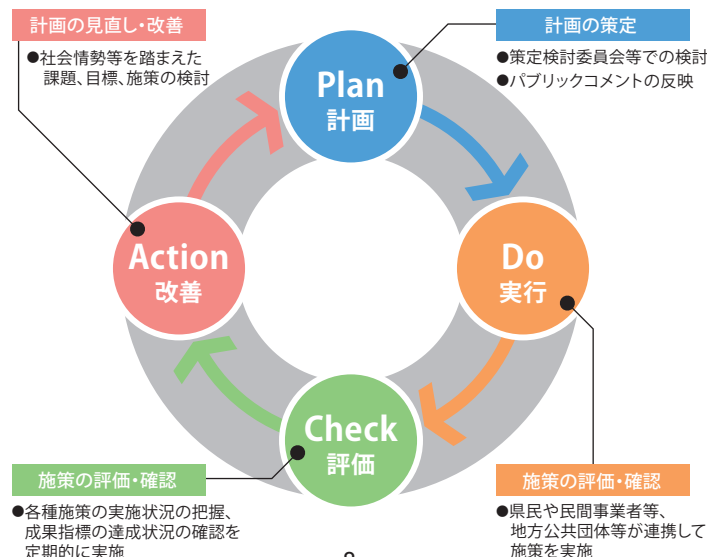 計画の見直し・改善
●社会情勢等を踏まえた
課題、目標、施策の検討
計画の策定
●策定検討委員会等での検討
●パブリックコメントの反映
Plan
計画
Action
改善
Do
実行
Check
評価
施策の評価・確認
●各種施策の実施状況の把握、
成果指標の達成状況の確認を
定期的に実施
施策の評価・確認
●県民や民間事業者等、
地方公共団体等が連携して
施策を実施